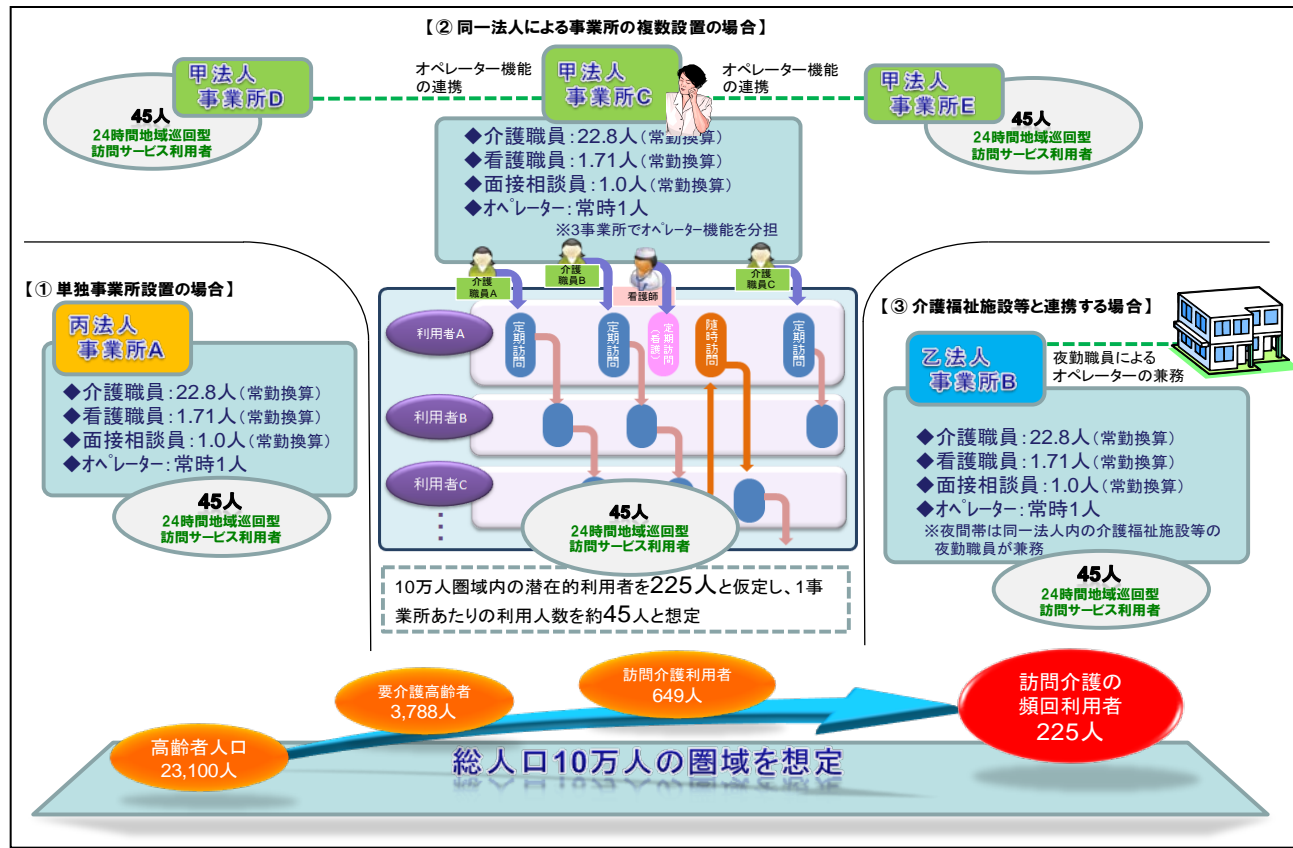 【② 同一法人による事業所の複数設置の場合】
甲法人
事業所D
45人
24時間地域巡回型
訪問サービス利用者
オペレーター機能
の連携
甲法人
事業所C
オペレーター機能
の連携
甲法人
事業所E
45人
24時間地域巡回型
訪問サービス利用者
◆介護職員:22.8人(常勤換算)
◆看護職員:1.71人(常勤換算)
◆面接相談員:1.0人(常勤換算)
◆オペレーター:常時1人
※3事業所でオペレーター機能を分担
【① 単独事業所設置の場合】
丙法人
事業所A
◆介護職員:22.8人(常勤換算)
◆看護職員:1.71人(常勤換算)
◆面接相談員:1.0人(常勤換算)
◆オペレーター:常時1人
45人
24時間地域巡回型
訪問サービス利用者
介護
職員A
介護
職員B
看護師
介護
職員C
利用者A
定期訪問
定期訪問
定期訪問
(看護)
随時訪問
定期訪問
利用者B
利用者C
45人
24時間地域巡回型
訪問サービス利用者
10万人圏域内の潜在的利用者を225人と仮定し、1事
業所あたりの利用人数を約45人と想定
【③ 介護福祉施設等と連携する場合】
乙法人
事業所B
夜勤職員による
オペレーターの兼務
◆介護職員:22.8人(常勤換算)
◆看護職員:1.71人(常勤換算)
◆面接相談員:1.0人(常勤換算)
◆オペレーター:常時1人
※夜間帯は同一法人内の介護福祉施設等の
夜勤職員が兼務
45人
24時間地域巡回型
訪問サービス利用者
高齢者人口
23,100人
要介護高齢者
3,788人
訪問介護利用者
649人
訪問介護の
頻回利用者
225人
総人口10万人の圏域を想定